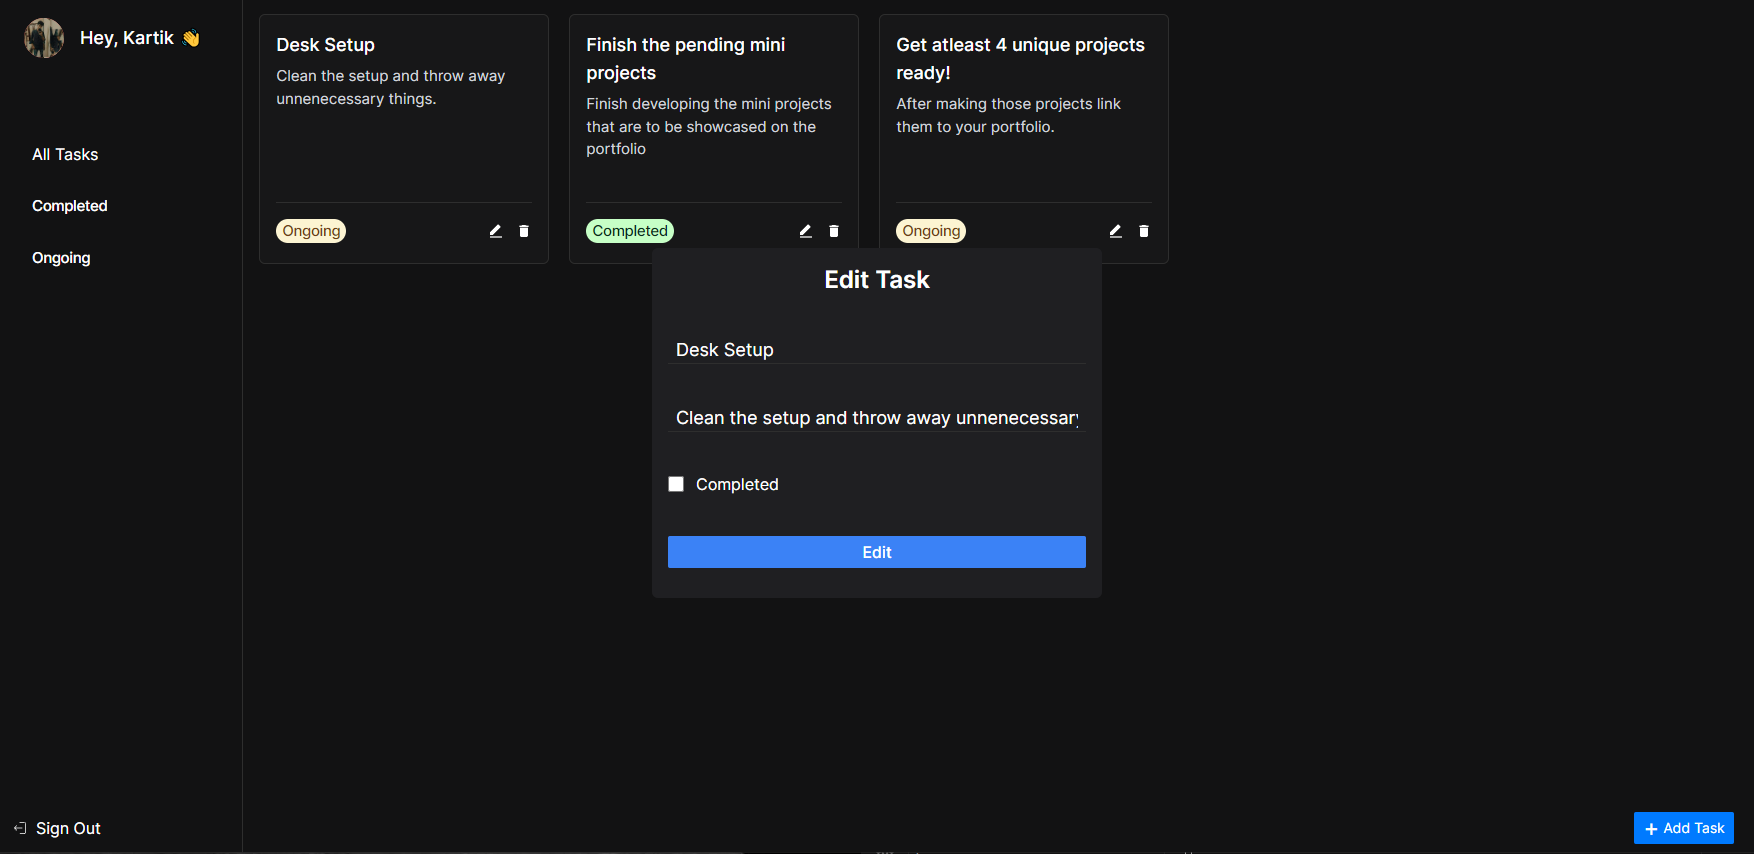 Hey, Kartik 👋
All Tasks
Completed
Ongoing
Sign Out
Desk Setup
Clean the setup and throw away
unnenecessary things.
Ongoing
Finish the pending mini
projects
Finish developing the mini projects
that are to be showcased on the
portfolio
Completed
Get atleast 4 unique projects
ready!
After making those projects link
them to your portfolio.
Ongoing
Edit Task
Desk Setup
Clean the setup and throw away unnenecessary
Completed
Edit
+ Add Task